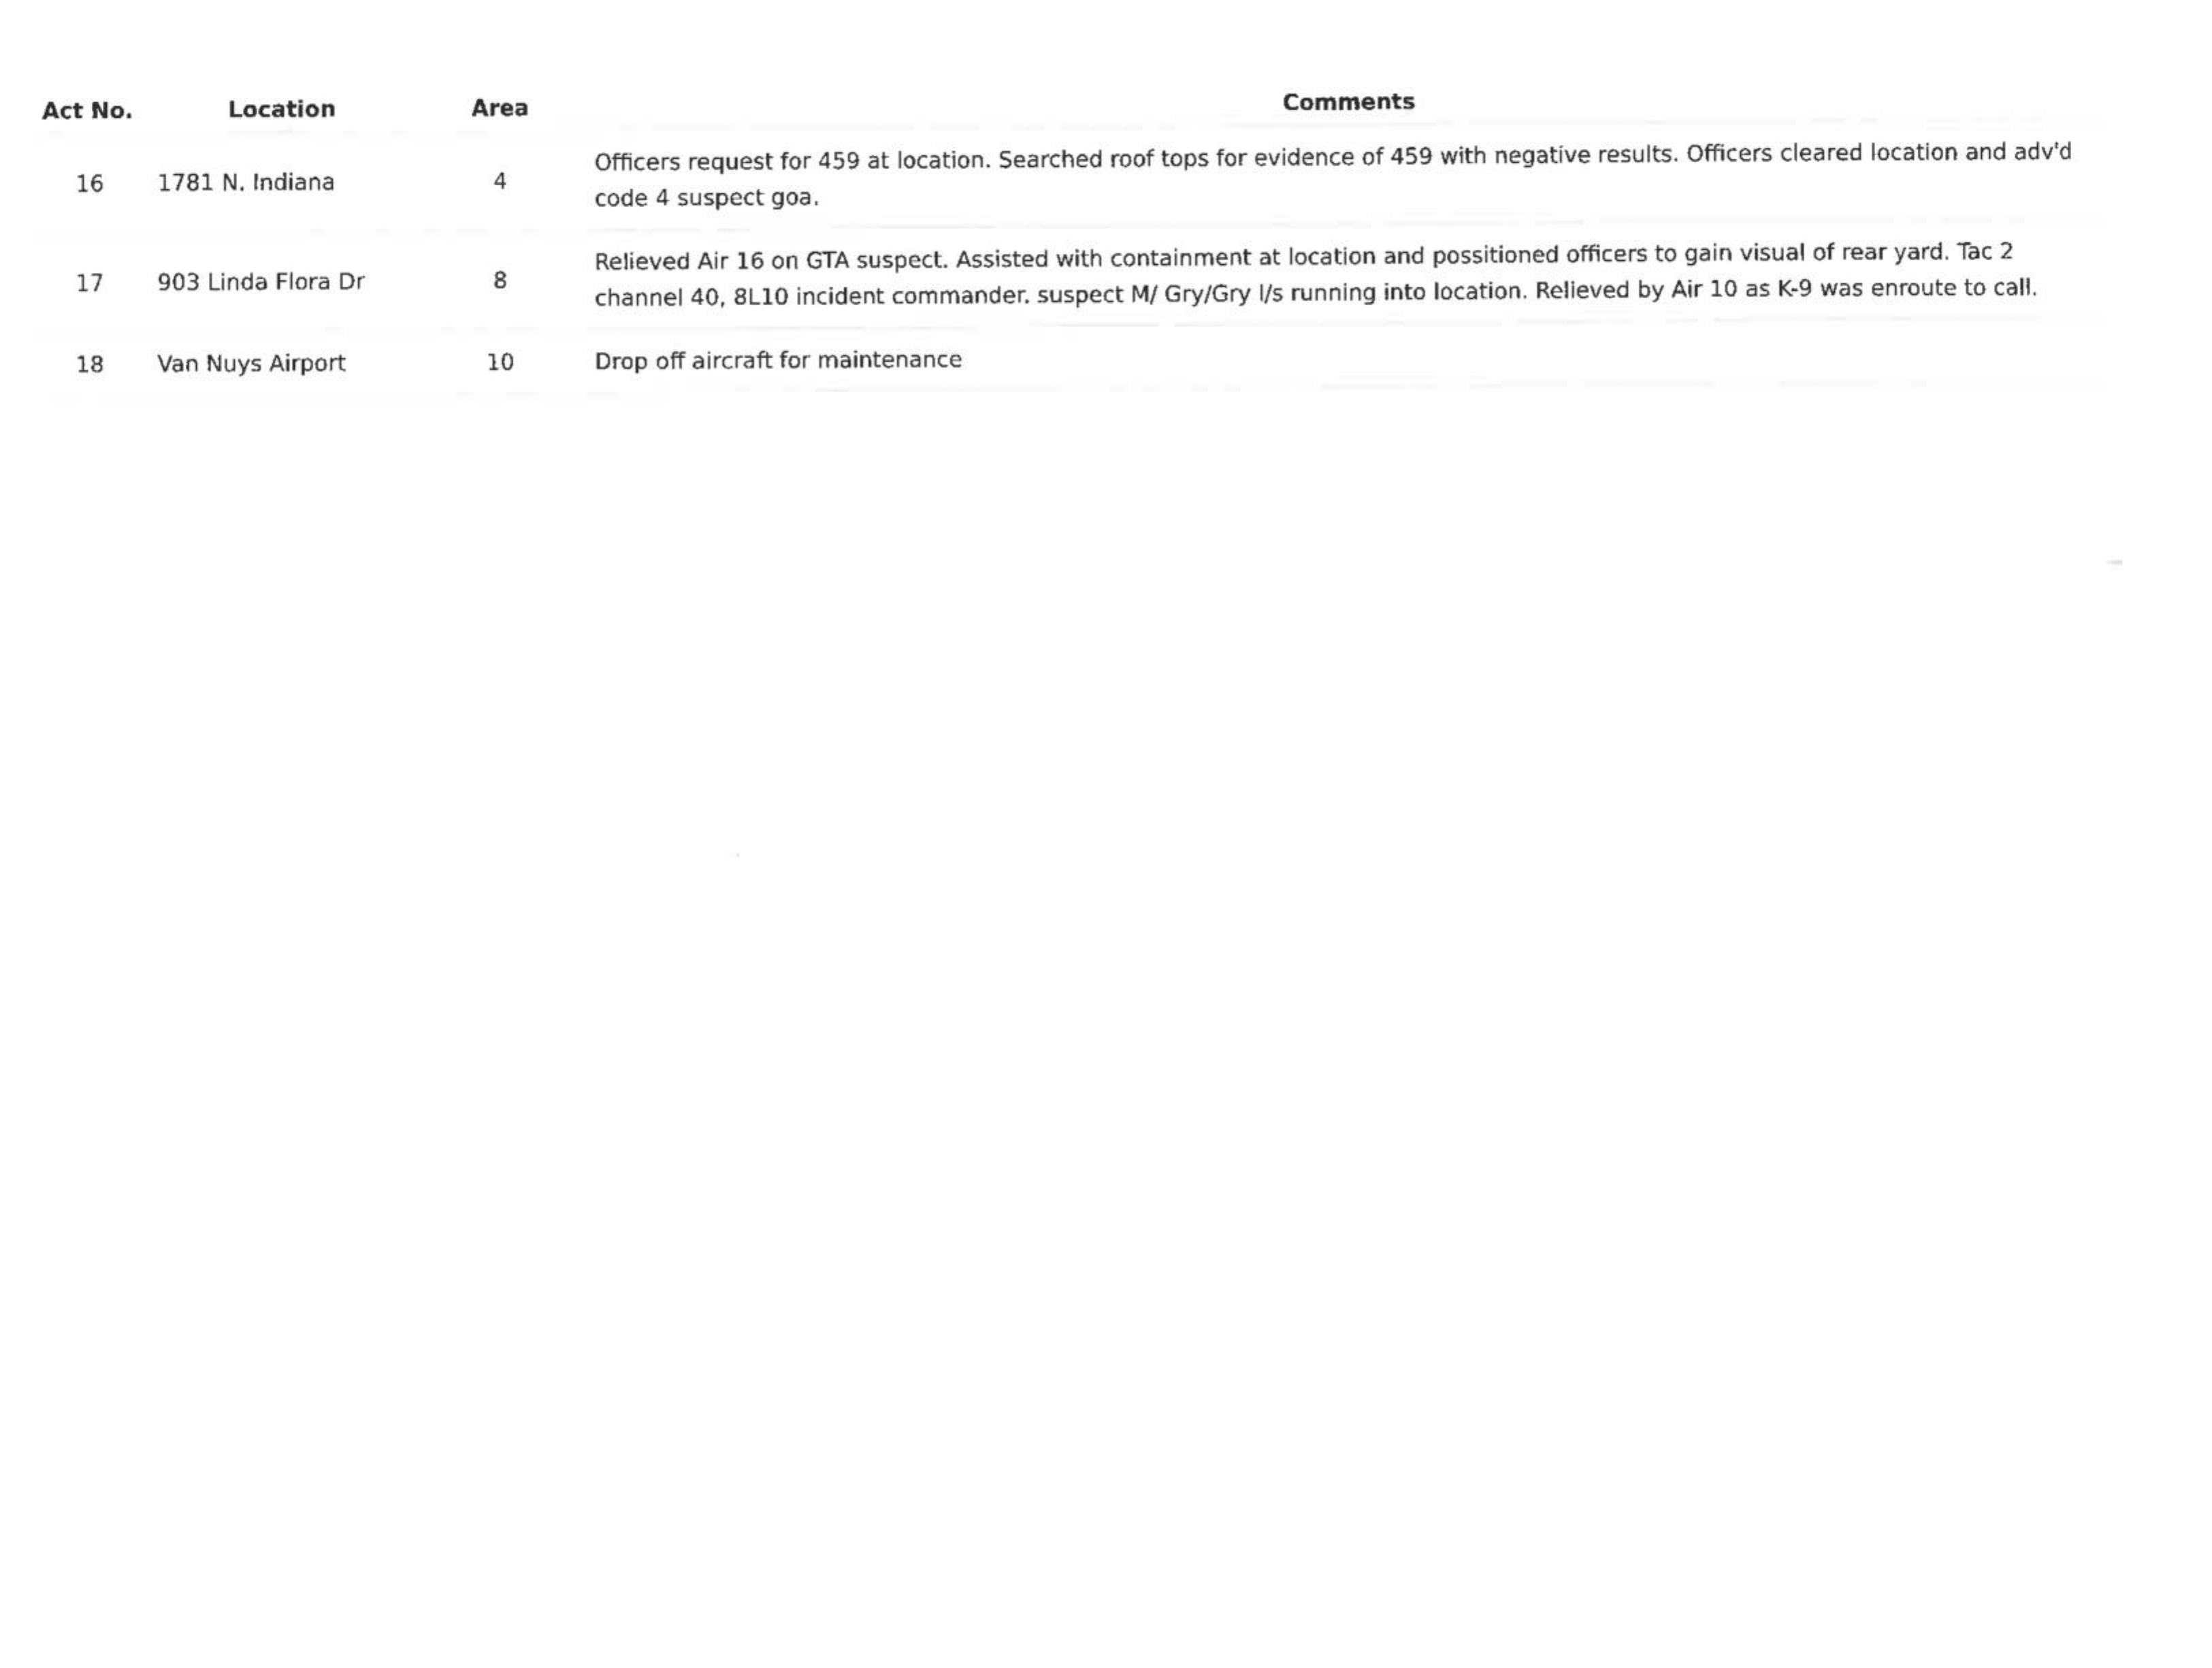 Act No. Location Area Comments
16 1781 N. Indiana 4 Officers request for 459 at location. Searched roof tops for evidence of 459 with negative results. Officers cleared location and adv'd
code 4 suspect goa.
17 903 Linda Flora Dr 8 Relieved Air 16 on GTA suspect. Assisted with containment at location and possitioned officers to gain visual of rear yard. Tac 2
channel 40, 8L10 incident commander. suspect M/ Gry/Gry l/s running into location. Relieved by Air 10 as K-9 was enroute to call.
18 Van Nuys Airport 10 Drop off aircraft for maintenance